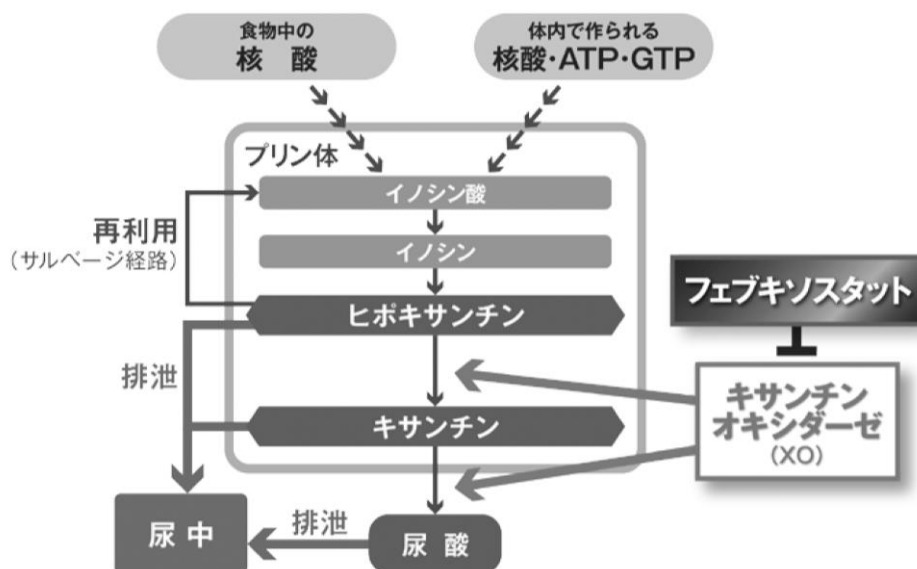 食物中の
核 酸
体内で作られる
核酸・ATP・GTP
プリン体
イノシン酸
再利用
（サルベージ経路）
イノシン
フェブキソスタット
ヒポキサンチン
排泄
キサンチン
オキシダーゼ
（XO）
キサンチン
尿中
排泄
尿酸